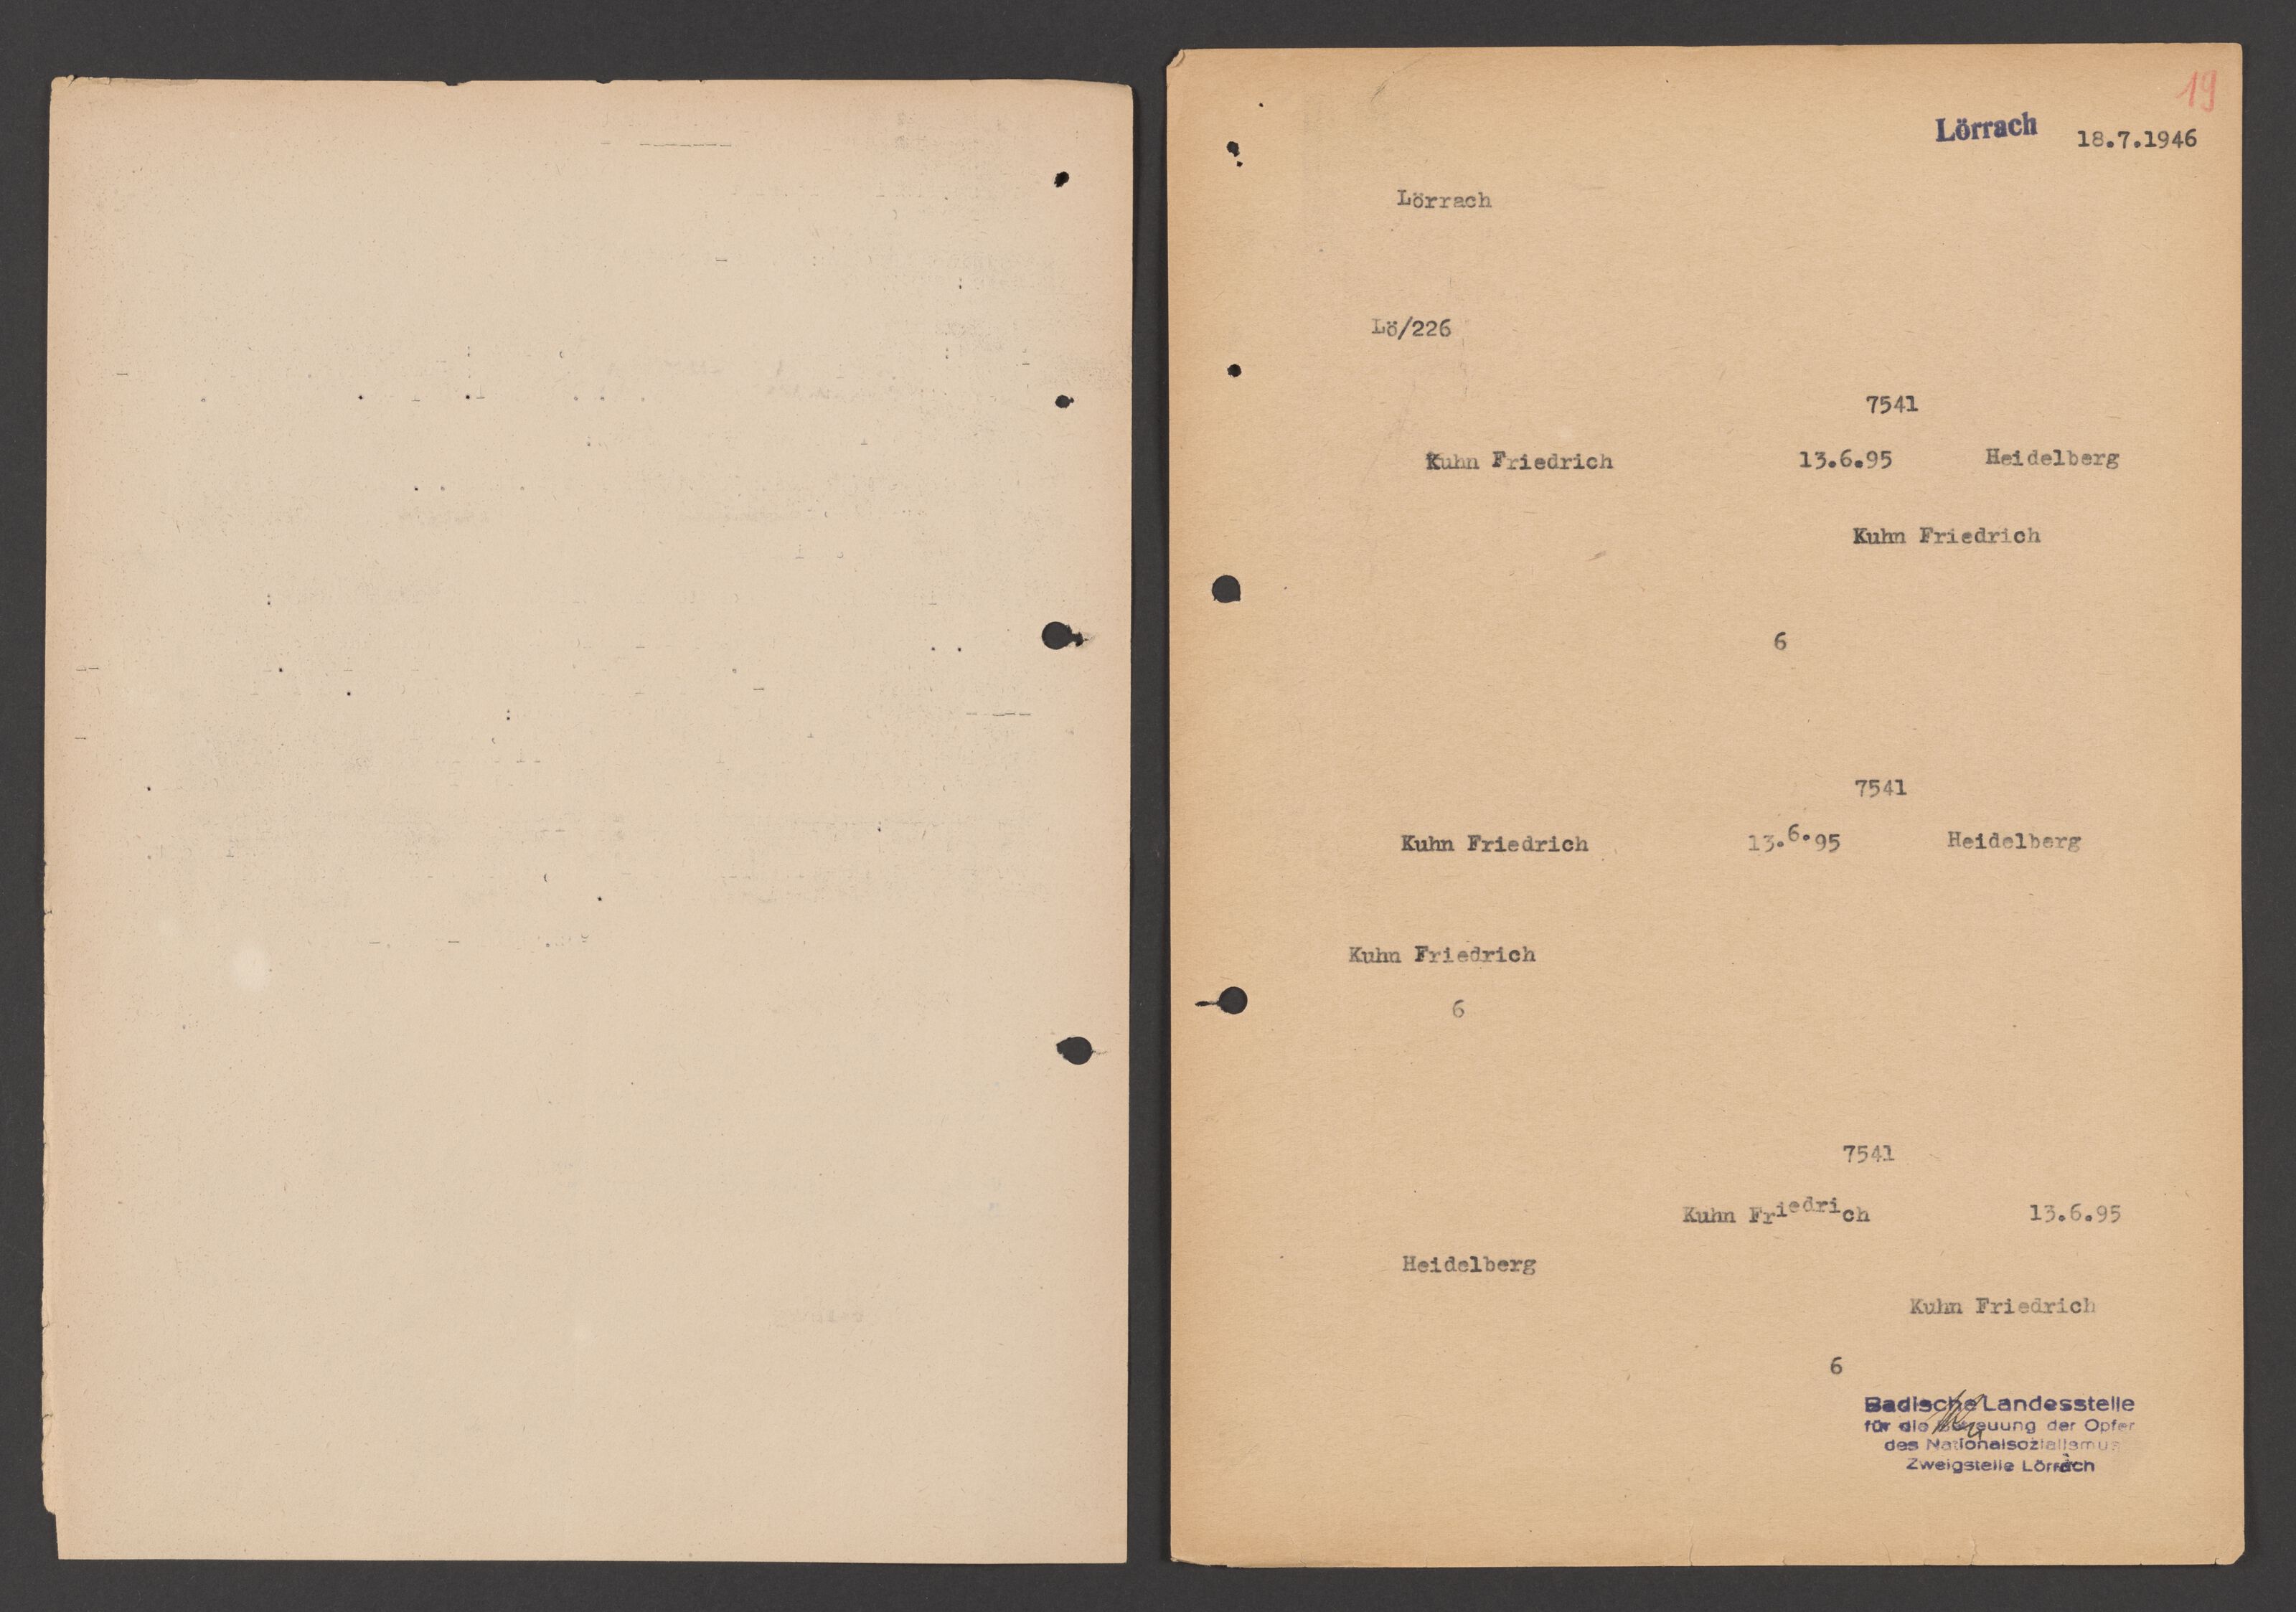 19
Lörrach 18.7.1946
Lörrach
Lö/226
7541
Kuhn Friedrich 13.6.95 Heidelberg
Kuhn Friedrich
6
7541
Kuhn Friedrich 13.6.95 Heidelberg
Kuhn Friedrich
6
7541
Kuhn Friedrich 13.6.95
Heidelberg
Kuhn Friedrich
6
Badische Landesstelle
für die Betreuung der Opfer
des Nationalsozialismus
Zweigstelle Lörrach